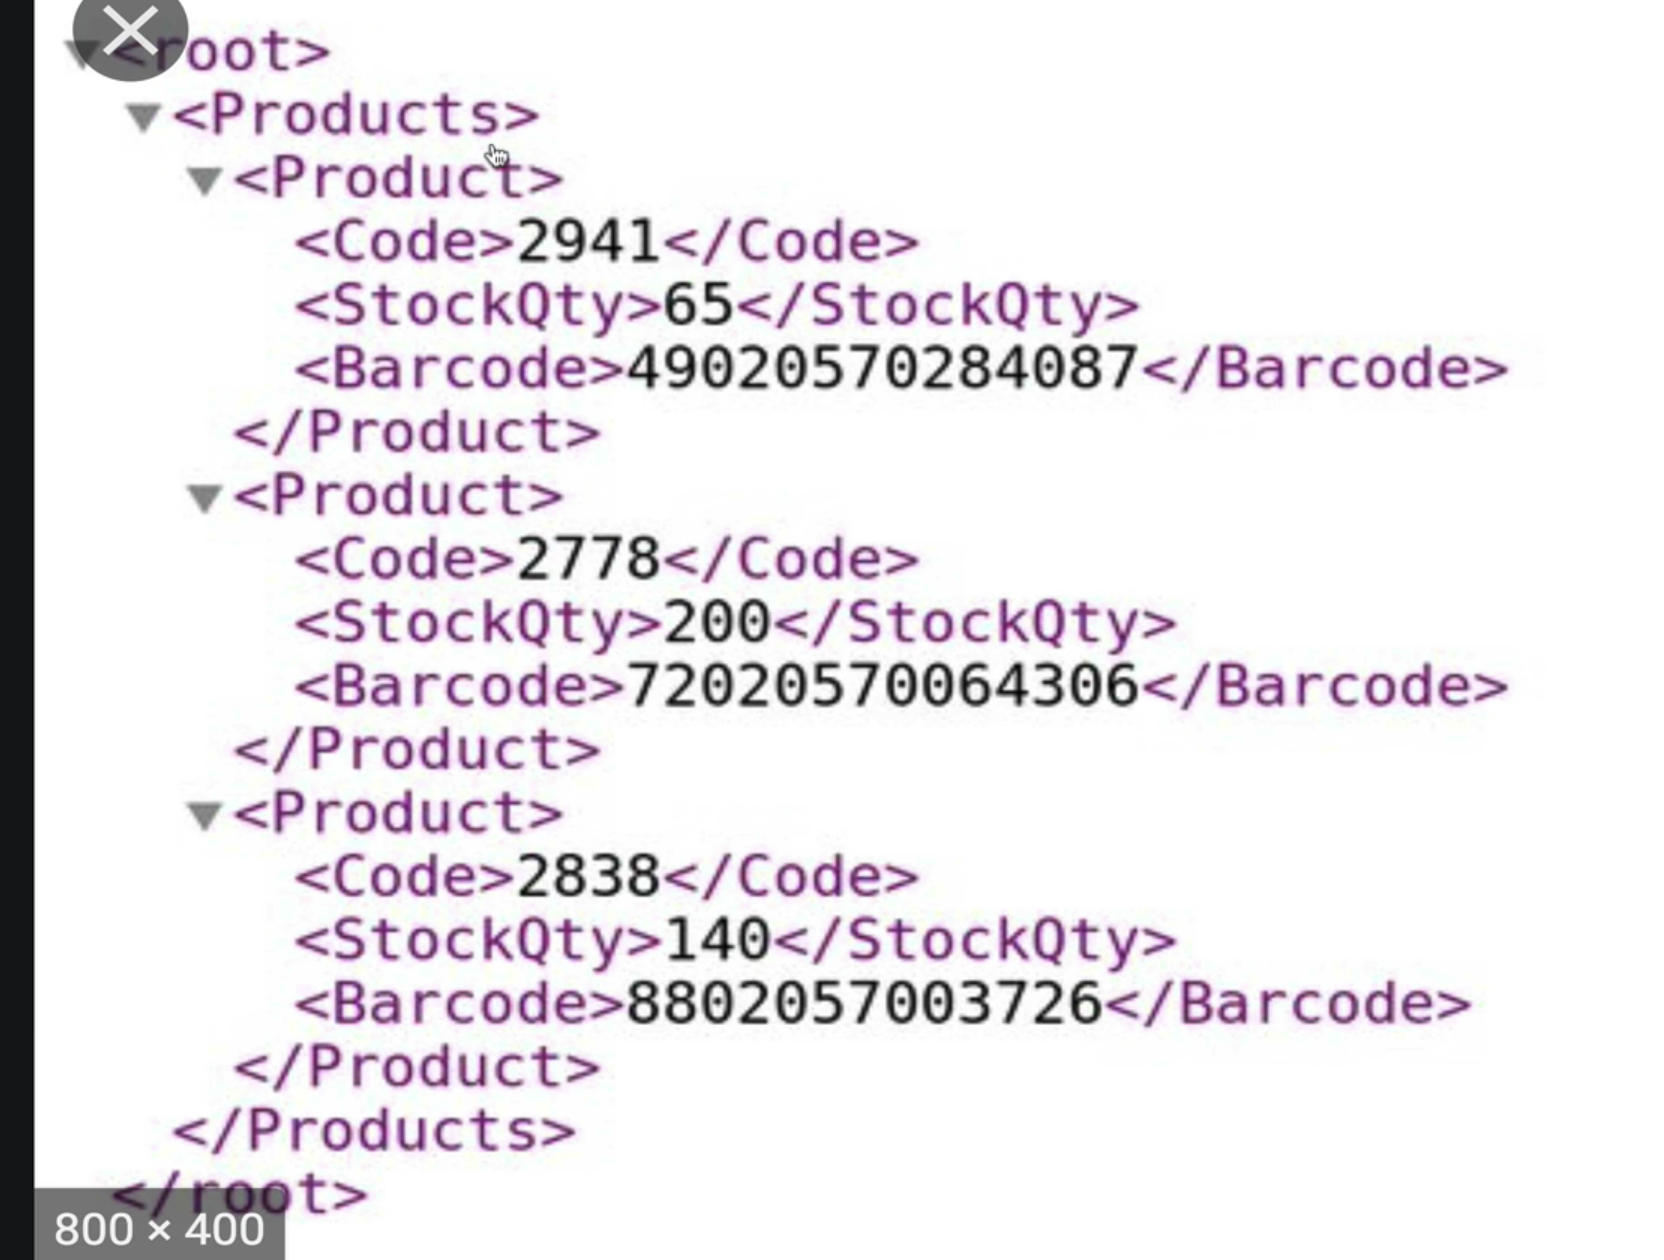 <root>
<Products>
<Product>
<Code>2941</Code>
<StockQty>65</StockQty>
<Barcode>49020570284087</Barcode>
</Product>
<Product>
<Code>2778</Code>
<StockQty>200</StockQty>
<Barcode>72020570064306</Barcode>
</Product>
<Product>
<Code>2838</Code>
<StockQty>140</StockQty>
<Barcode>8802057003726</Barcode>
</Product>
</Products>
</root>
800 × 400